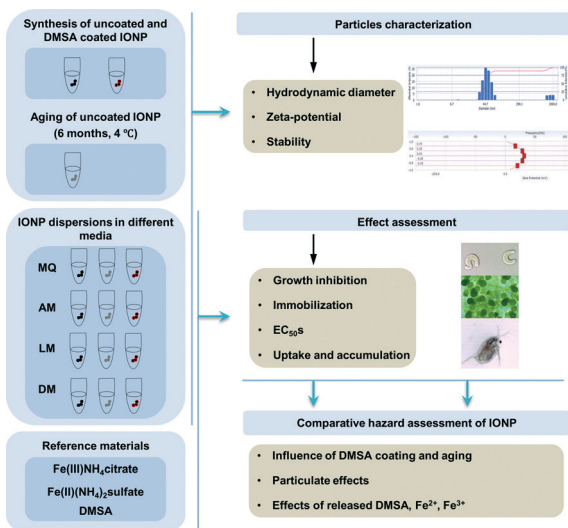 Synthesis of uncoated and
DMSA coated IONP
Aging of uncoated IONP
(6 months, 4 ℃)
IONP dispersions in different
media
MQ
AM
LM
DM
Reference materials
Fe(III)NH₄citrate
Fe(II)(NH₄)₂sulfate
DMSA
Particles characterization
• Hydrodynamic diameter
• Zeta-potential
• Stability
Effect assessment
• Growth inhibition
• Immobilization
• EC₅₀s
• Uptake and accumulation
Comparative hazard assessment of IONP
• Influence of DMSA coating and aging
• Particulate effects
• Effects of released DMSA, Fe²⁺, Fe³⁺